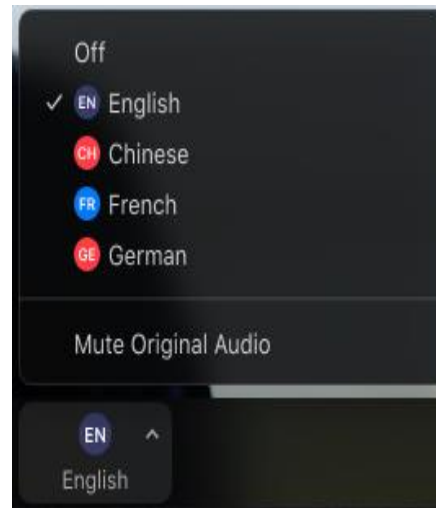 Off
EN English
CH Chinese
FR French
GE German
Mute Original Audio
EN
English